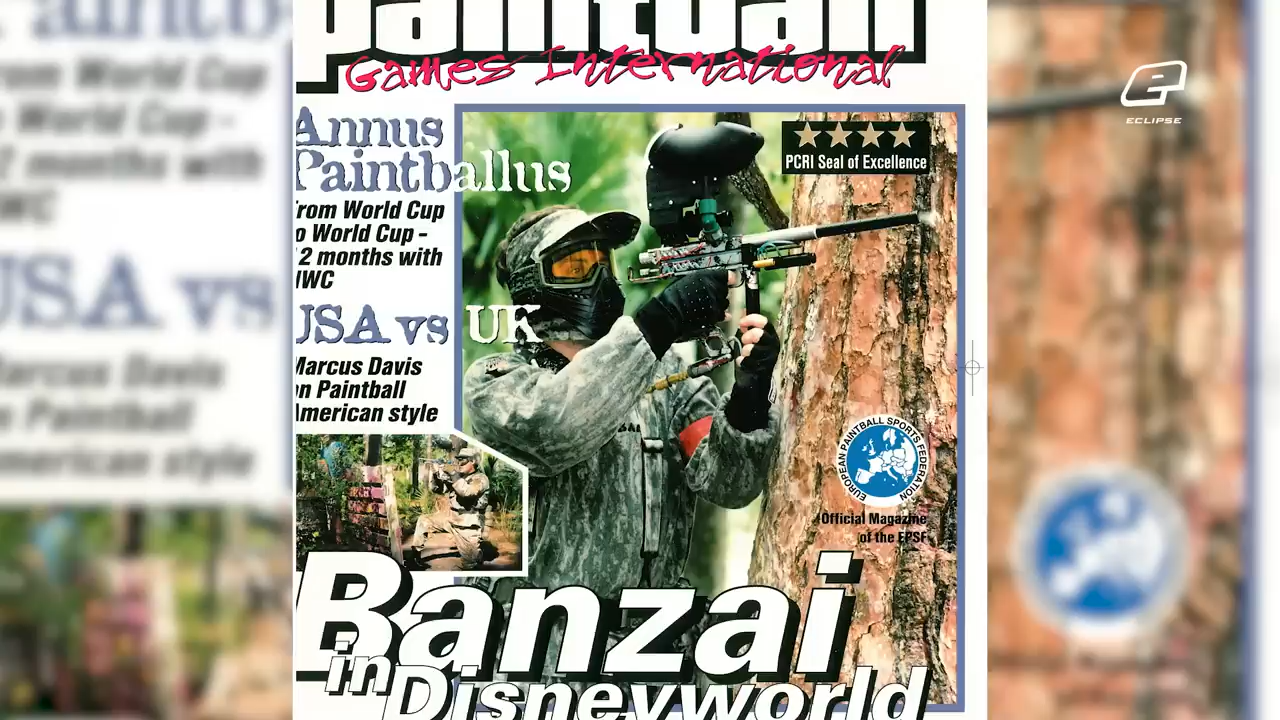 paintball
Games International
Annus
Paintballus
from World Cup
to World Cup -
12 months with
JWC
USA vs UK
Marcus Davis
on Paintball
American style
PCRI Seal of Excellence
EUROPEAN PAINTBALL SPORTS FEDERATION
Official Magazine
of the EPSF
Banzai
in Disneyworld
e
ECLIPSE